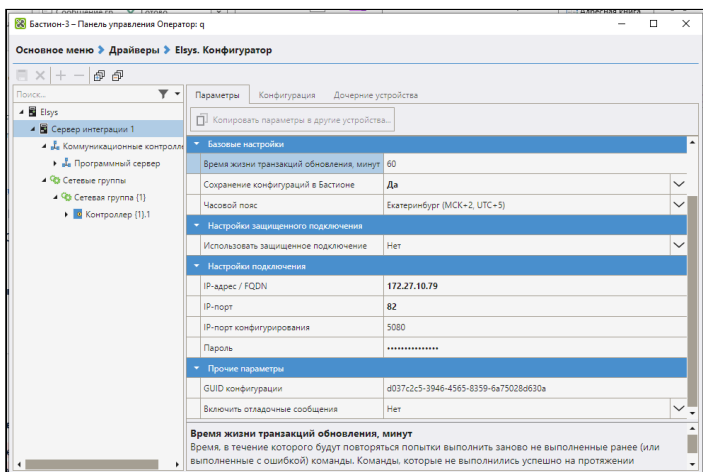 Бастион-3 – Панель управления Оператор: q
Основное меню Драйверы Elsys. Конфигуратор
Поиск...
Elsys
Сервер интеграции 1
Коммуникационные контролле
Программный сервер
Сетевые группы
Сетевая группа {1}
Контроллер {1}.1
Параметры Конфигурация Дочерние устройства
Копировать параметры в другие устройства...
Базовые настройки
Время жизни транзакций обновления, минут 60
Сохранение конфигураций в Бастионе Да
Часовой пояс Екатеринбург (МСК+2, UTC+5)
Настройки защищенного подключения
Использовать защищенное подключение Нет
Настройки подключения
IP-адрес / FQDN 172.27.10.79
IP-порт 82
IP-порт конфигурирования 5080
Пароль •••••••••••••••
Прочие параметры
GUID конфигурации d037c2c5-3946-4565-8359-6a75028d630a
Включить отладочные сообщения Нет
Время жизни транзакций обновления, минут
Время, в течение которого будут повторяться попытки выполнить заново не выполненные ранее (или
выполненные с ошибкой) команды. Команды, которые не выполнились успешно на протяжении